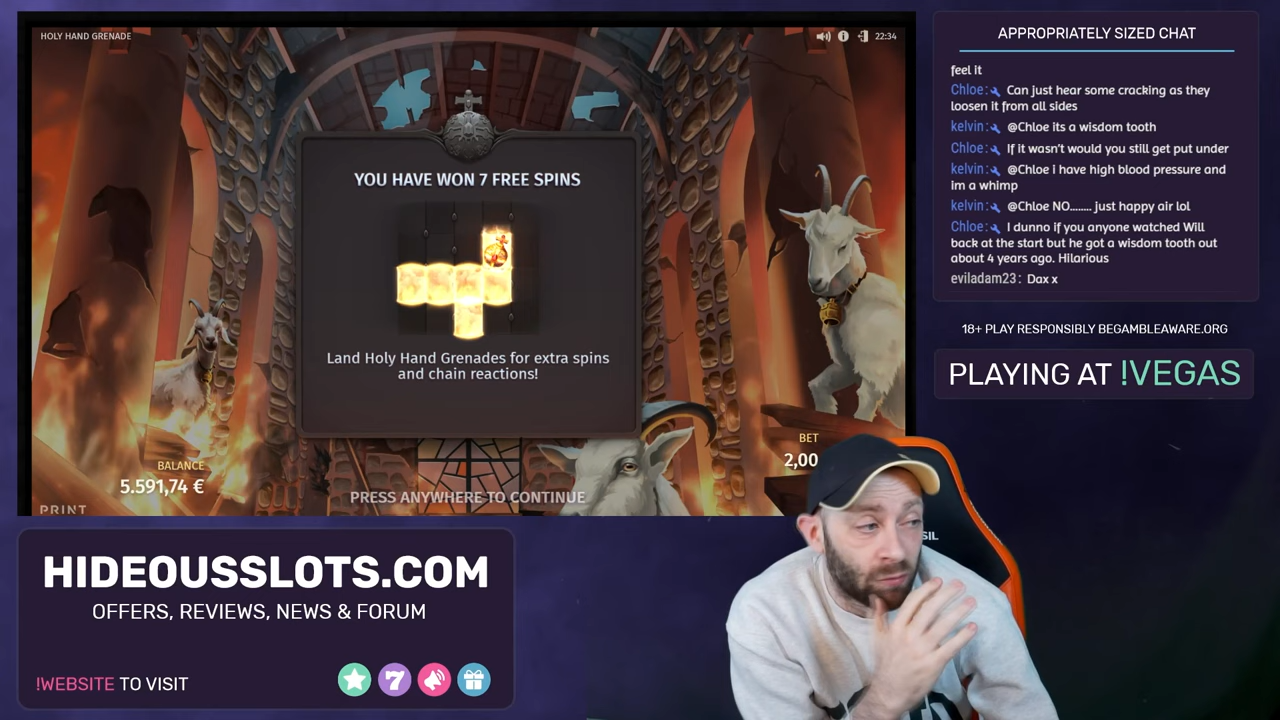 HOLY HAND GRENADE
22:34
YOU HAVE WON 7 FREE SPINS
Land Holy Hand Grenades for extra spins
and chain reactions!
BALANCE
5.591,74 €
BET
2,00
PRINT
PRESS ANYWHERE TO CONTINUE
APPROPRIATELY SIZED CHAT
feel it
Chloe: Can just hear some cracking as they
loosen it from all sides
kelvin: @Chloe its a wisdom tooth
Chloe: If it wasn't would you still get put under
kelvin: @Chloe i have high blood pressure and
im a whimp
kelvin: @Chloe NO........ just happy air lol
Chloe: I dunno if you anyone watched Will
back at the start but he got a wisdom tooth out
about 4 years ago. Hilarious
eviladam23: Dax x
18+ PLAY RESPONSIBLY BEGAMBLEAWARE.ORG
PLAYING AT !VEGAS
HIDEOUSSLOTS.COM
OFFERS, REVIEWS, NEWS & FORUM
!WEBSITE TO VISIT
7